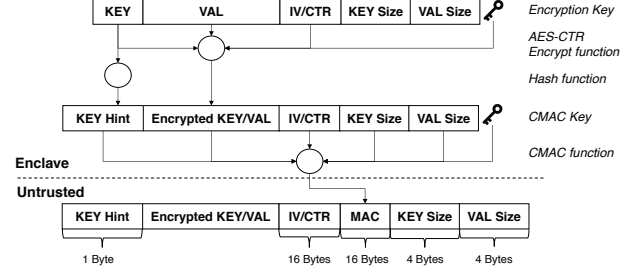 KEY VAL IV/CTR KEY Size VAL Size Encryption Key
AES-CTR
Encrypt function
Hash function
KEY Hint Encrypted KEY/VAL IV/CTR KEY Size VAL Size CMAC Key
CMAC function
Enclave
Untrusted
KEY Hint Encrypted KEY/VAL IV/CTR MAC KEY Size VAL Size
1 Byte 16 Bytes 16 Bytes 4 Bytes 4 Bytes